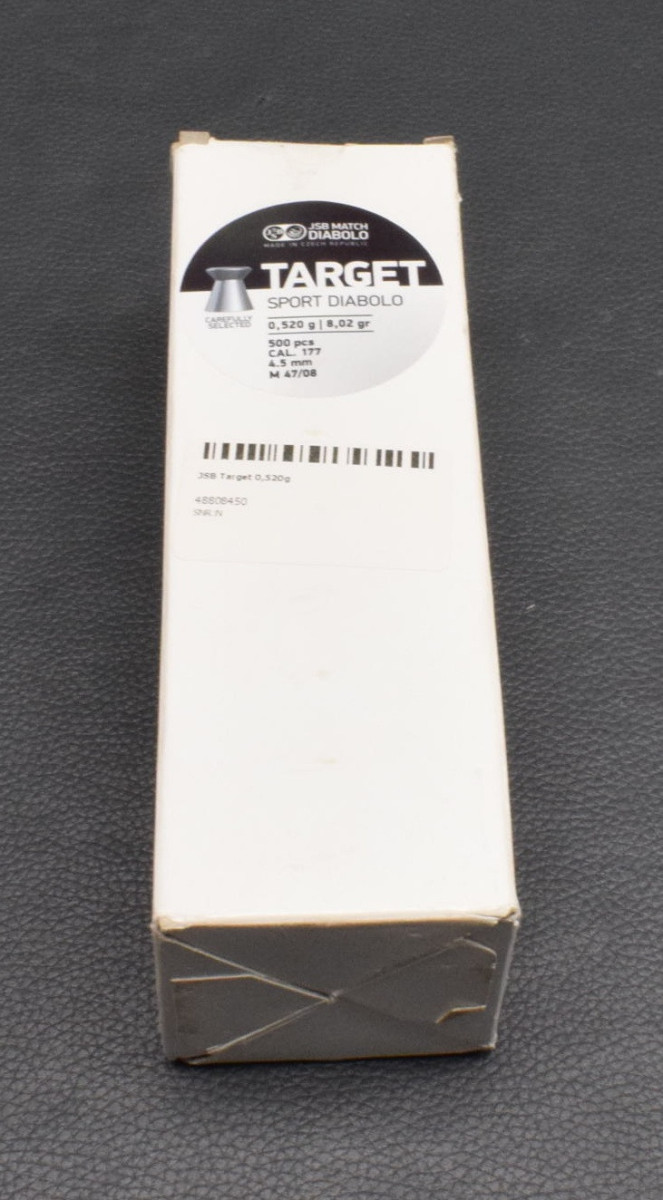 JSB MATCH
DIABOLO
MADE IN CZECH REPUBLIC
TARGET
SPORT DIABOLO
CAREFULLY
SELECTED
0,520 g | 8,02 gr
500 pcs
CAL. 177
4.5 mm
M 47/08
JSB Target 0,520g
48808450